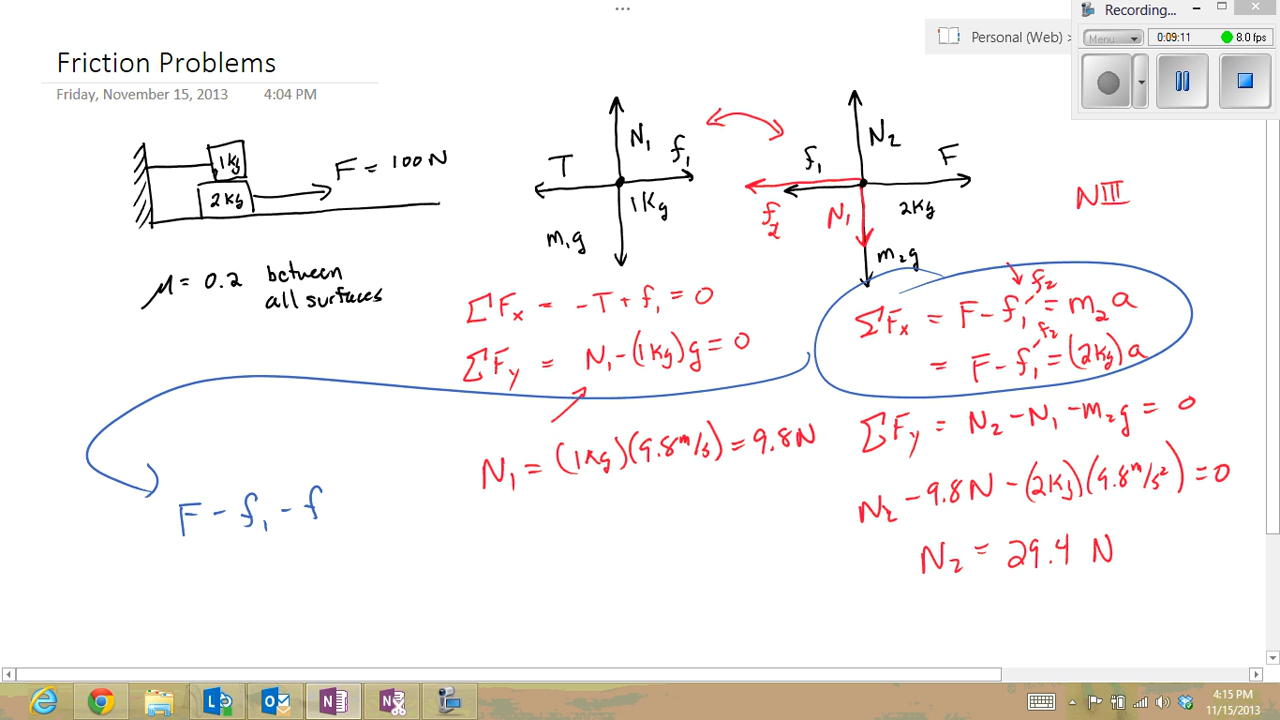 Recording...
Menu
0:09:11
8.0 fps
Personal (Web) >
Friction Problems
Friday, November 15, 2013 4:04 PM
1kg
2kg
F = 100 N
μ = 0.2 between
all surfaces
N₁
T
f₁
1kg
m₁g
N₂
f₁
F
f₂
N₁
2kg
m₂g
NIII
ΣFx = -T + f₁ = 0
ΣFy = N₁ - (1kg)g = 0
N₁ = (1kg)(9.8m/s) = 9.8N
f₂
ΣFx = F - f₁ = m₂a
f₂
= F - f₁ = (2kg)a
ΣFy = N₂ - N₁ - m₂g = 0
N₂ - 9.8N - (2kg)(9.8m/s²) = 0
N₂ = 29.4 N
F - f₁ - f
4:15 PM
11/15/2013